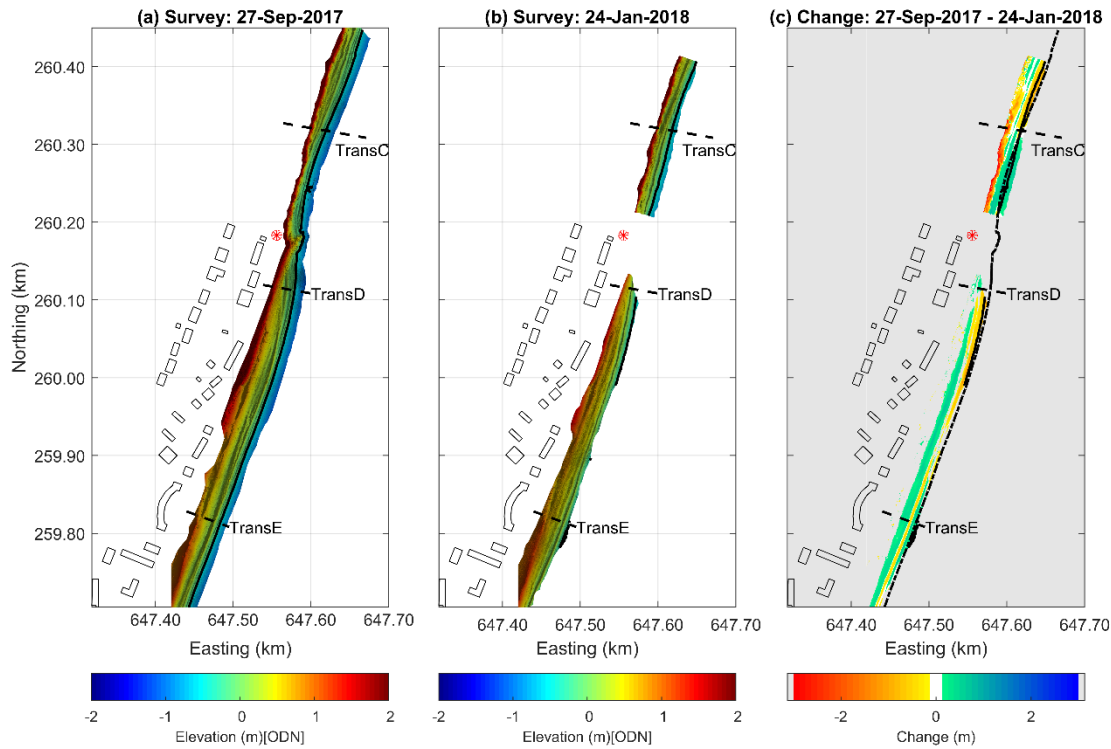 (a) Survey: 27-Sep-2017
(b) Survey: 24-Jan-2018
(c) Change: 27-Sep-2017 - 24-Jan-2018
Northing (km)
260.40
260.30
260.20
260.10
260.00
259.90
259.80
TransC
TransD
TransE
TransC
TransD
TransE
TransC
TransD
TransE
647.40 647.50 647.60 647.70
647.40 647.50 647.60 647.70
647.40 647.50 647.60 647.70
Easting (km)
Easting (km)
Easting (km)
-2 -1 0 1 2
Elevation (m)[ODN]
-2 -1 0 1 2
Elevation (m)[ODN]
-2 0 2
Change (m)